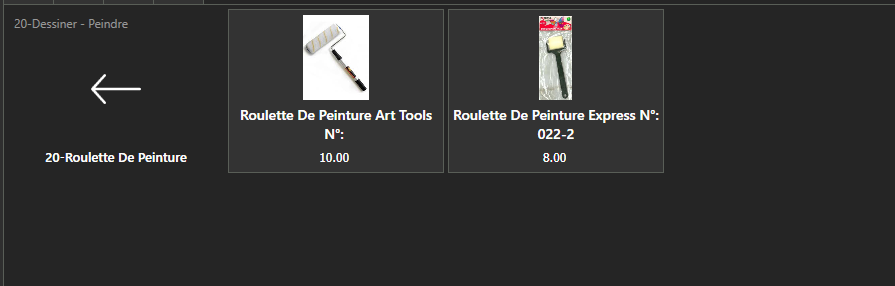 20-Dessiner - Peindre
20-Roulette De Peinture
Roulette De Peinture Art Tools
N°:
10.00
Roulette De Peinture Express N°:
022-2
8.00